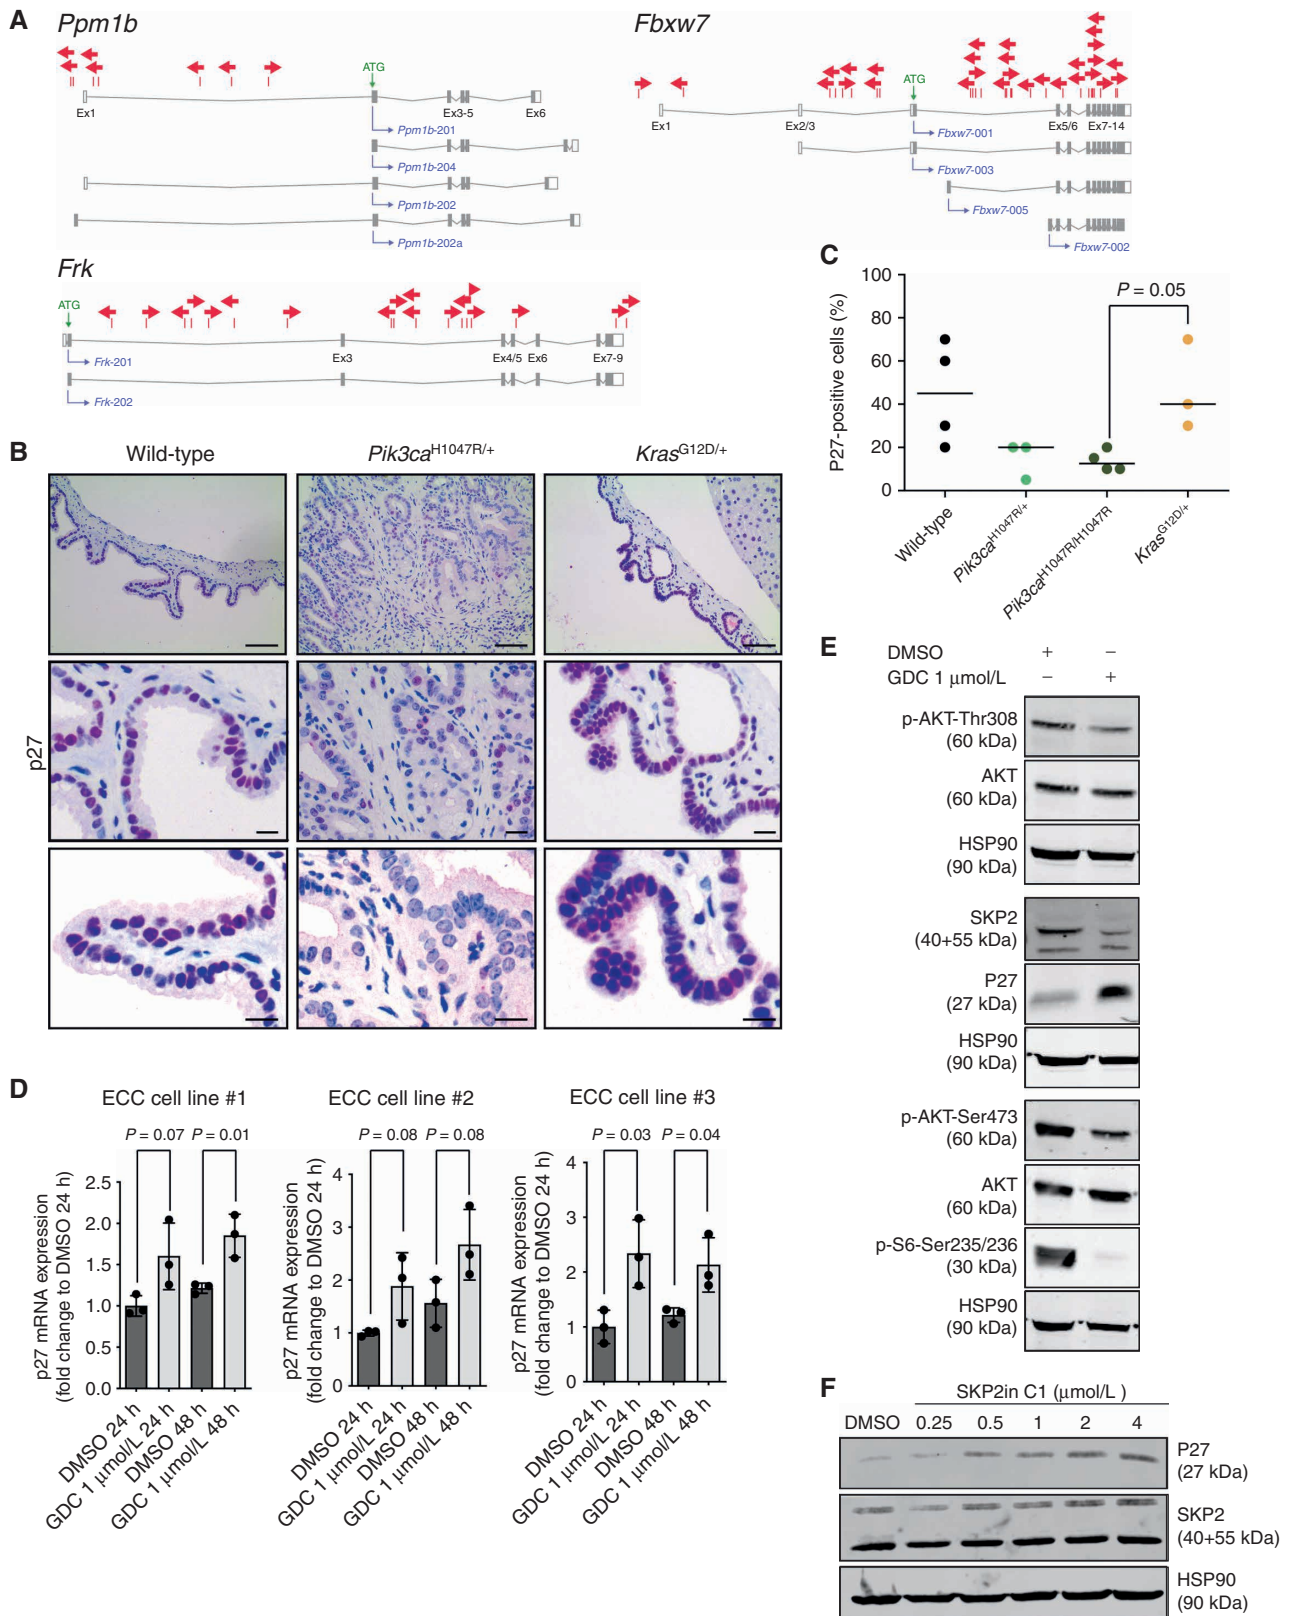 A
Ppm1b
ATG
Ex1
Ex3-5
Ex6
Ppm1b-201
Ppm1b-204
Ppm1b-202
Ppm1b-202a
Fbxw7
ATG
Ex1
Ex2/3
Ex5/6
Ex7-14
Fbxw7-001
Fbxw7-003
Fbxw7-005
Fbxw7-002
Frk
ATG
Ex3
Ex4/5
Ex6
Ex7-9
Frk-201
Frk-202
B
Wild-type
Pik3caH1047R/+
KrasG12D/+
p27
C
P27-positive cells (%)
100
80
60
40
20
0
P = 0.05
Wild-type
Pik3caH1047R/+
Pik3caH1047R/H1047R
KrasG12D/+
D
ECC cell line #1
P = 0.07
P = 0.01
p27 mRNA expression
(fold change to DMSO 24 h)
2.5
2.0
1.5
1.0
0.5
0.0
DMSO 24 h
GDC 1 μmol/L 24 h
DMSO 48 h
GDC 1 μmol/L 48 h
ECC cell line #2
P = 0.08
P = 0.08
p27 mRNA expression
(fold change to DMSO 24 h)
4
3
2
1
0
DMSO 24 h
GDC 1 μmol/L 24 h
DMSO 48 h
GDC 1 μmol/L 48 h
ECC cell line #3
P = 0.03
P = 0.04
p27 mRNA expression
(fold change to DMSO 24 h)
4
3
2
1
0
DMSO 24 h
GDC 1 μmol/L 24 h
DMSO 48 h
GDC 1 μmol/L 48 h
E
DMSO + −
GDC 1 μmol/L − +
p-AKT-Thr308
(60 kDa)
AKT
(60 kDa)
HSP90
(90 kDa)
SKP2
(40+55 kDa)
P27
(27 kDa)
HSP90
(90 kDa)
p-AKT-Ser473
(60 kDa)
AKT
(60 kDa)
p-S6-Ser235/236
(30 kDa)
HSP90
(90 kDa)
F
SKP2in C1 (μmol/L )
DMSO 0.25 0.5 1 2 4
P27
(27 kDa)
SKP2
(40+55 kDa)
HSP90
(90 kDa)